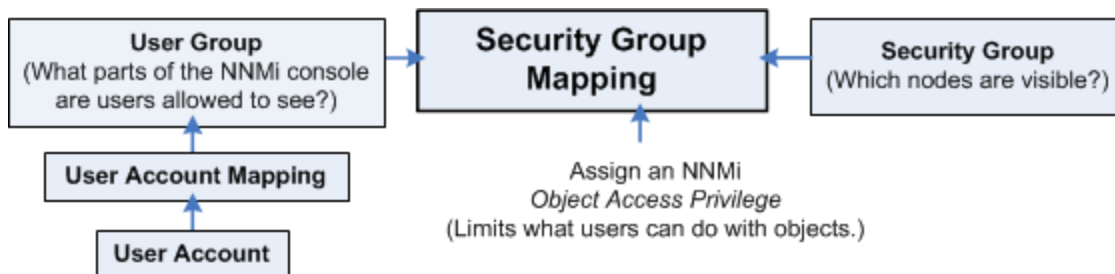 User Group
(What parts of the NNMi console
are users allowed to see?)
Security Group
Mapping
Security Group
(Which nodes are visible?)
User Account Mapping
User Account
Assign an NNMi
Object Access Privilege
(Limits what users can do with objects.)